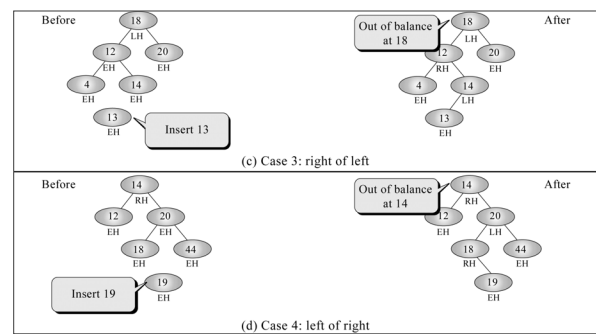 Before
18
LH
12
EH
20
EH
4
EH
14
EH
13
EH
Insert 13
After
Out of balance
at 18
18
LH
12
RH
20
EH
4
EH
14
LH
13
EH
(c) Case 3: right of left
Before
14
RH
12
EH
20
EH
18
EH
44
EH
19
EH
Insert 19
After
Out of balance
at 14
14
RH
12
EH
20
LH
18
RH
44
EH
19
EH
(d) Case 4: left of right